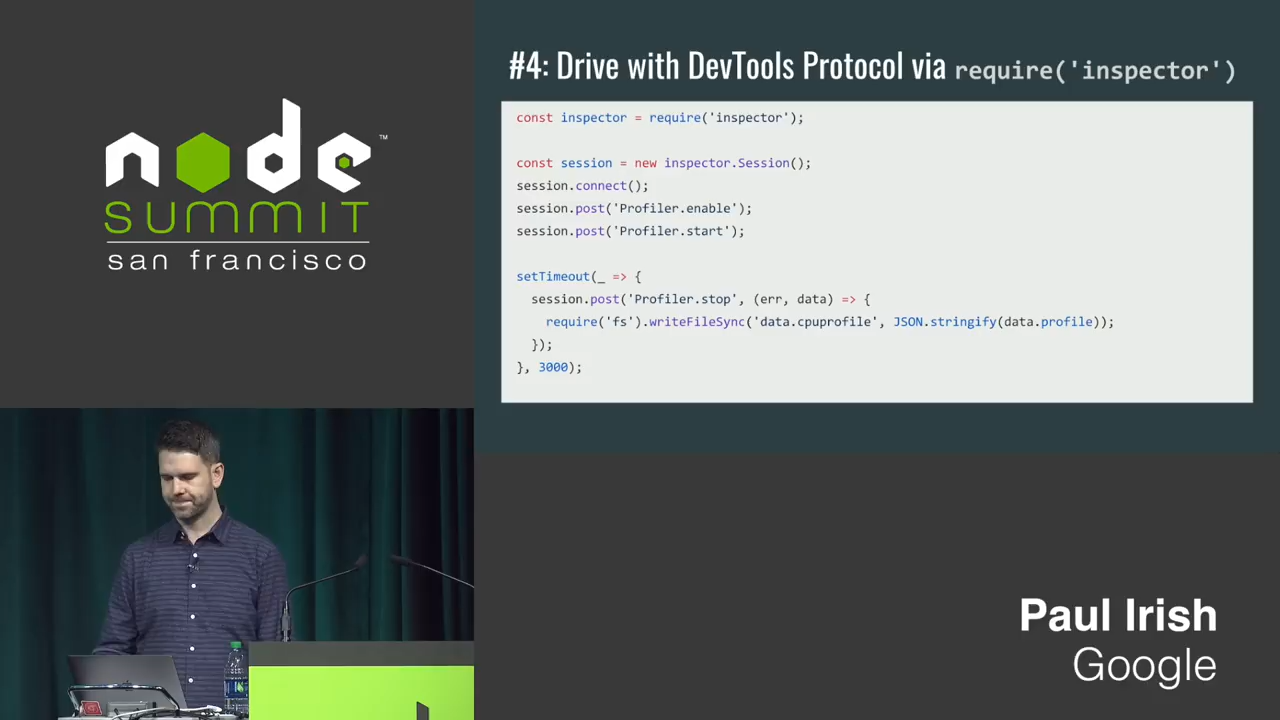 node™
SUMMIT
san francisco
#4: Drive with DevTools Protocol via require('inspector')
const inspector = require('inspector');
const session = new inspector.Session();
session.connect();
session.post('Profiler.enable');
session.post('Profiler.start');
setTimeout(_ => {
session.post('Profiler.stop', (err, data) => {
require('fs').writeFileSync('data.cpuprofile', JSON.stringify(data.profile));
});
}, 3000);
Paul Irish
Google